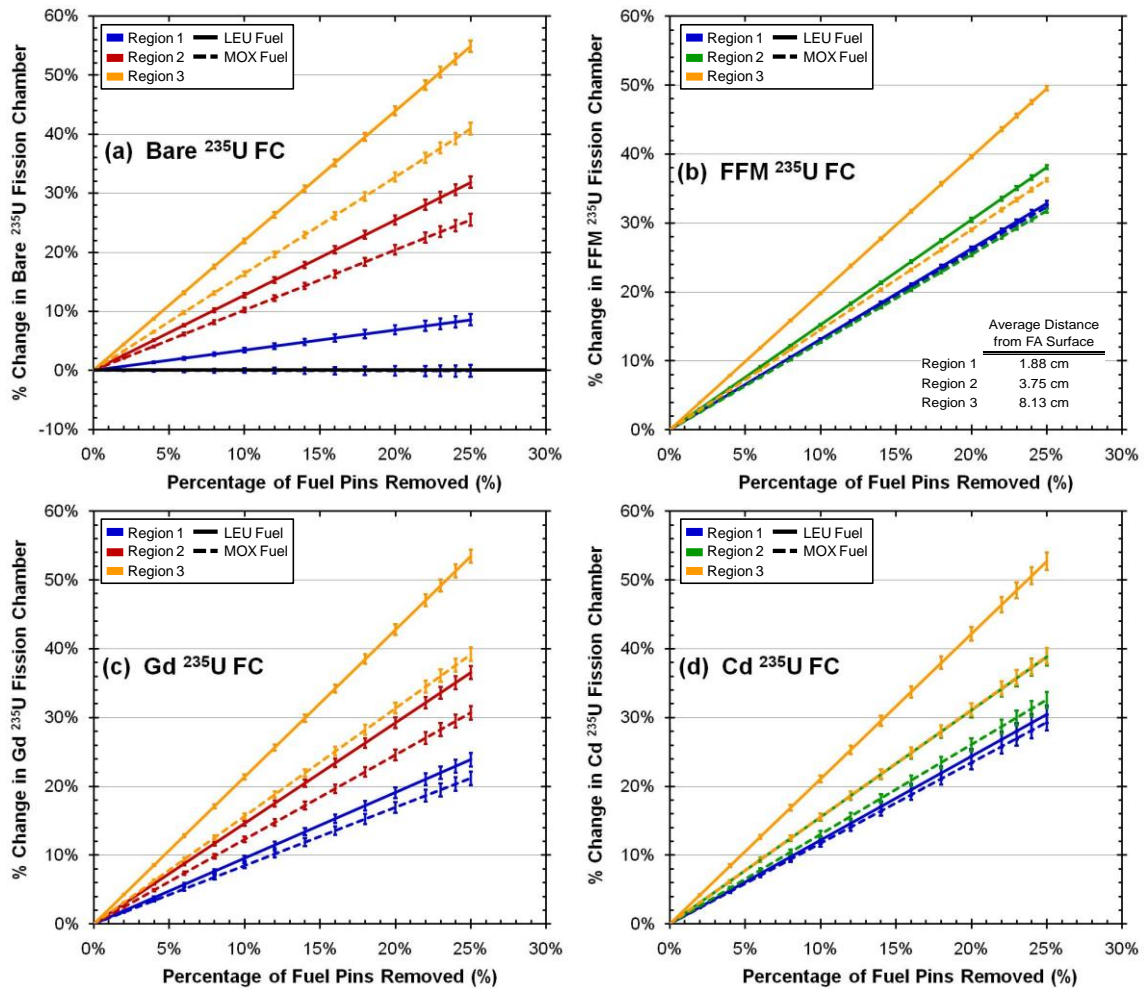 60%
50%
40%
30%
20%
10%
0%
-10%
% Change in Bare ²³⁵U Fission Chamber
Region 1 LEU Fuel
Region 2 MOX Fuel
Region 3
(a) Bare ²³⁵U FC
0% 5% 10% 15% 20% 25% 30%
Percentage of Fuel Pins Removed (%)
60%
50%
40%
30%
20%
10%
0%
% Change in FFM ²³⁵U Fission Chamber
Region 1 LEU Fuel
Region 2 MOX Fuel
Region 3
(b) FFM ²³⁵U FC
Average Distance
from FA Surface
Region 1 1.88 cm
Region 2 3.75 cm
Region 3 8.13 cm
0% 5% 10% 15% 20% 25% 30%
Percentage of Fuel Pins Removed (%)
60%
50%
40%
30%
20%
10%
0%
% Change in Gd ²³⁵U Fission Chamber
Region 1 LEU Fuel
Region 2 MOX Fuel
Region 3
(c) Gd ²³⁵U FC
0% 5% 10% 15% 20% 25% 30%
Percentage of Fuel Pins Removed (%)
60%
50%
40%
30%
20%
10%
0%
% Change in Cd ²³⁵U Fission Chamber
Region 1 LEU Fuel
Region 2 MOX Fuel
Region 3
(d) Cd ²³⁵U FC
0% 5% 10% 15% 20% 25% 30%
Percentage of Fuel Pins Removed (%)